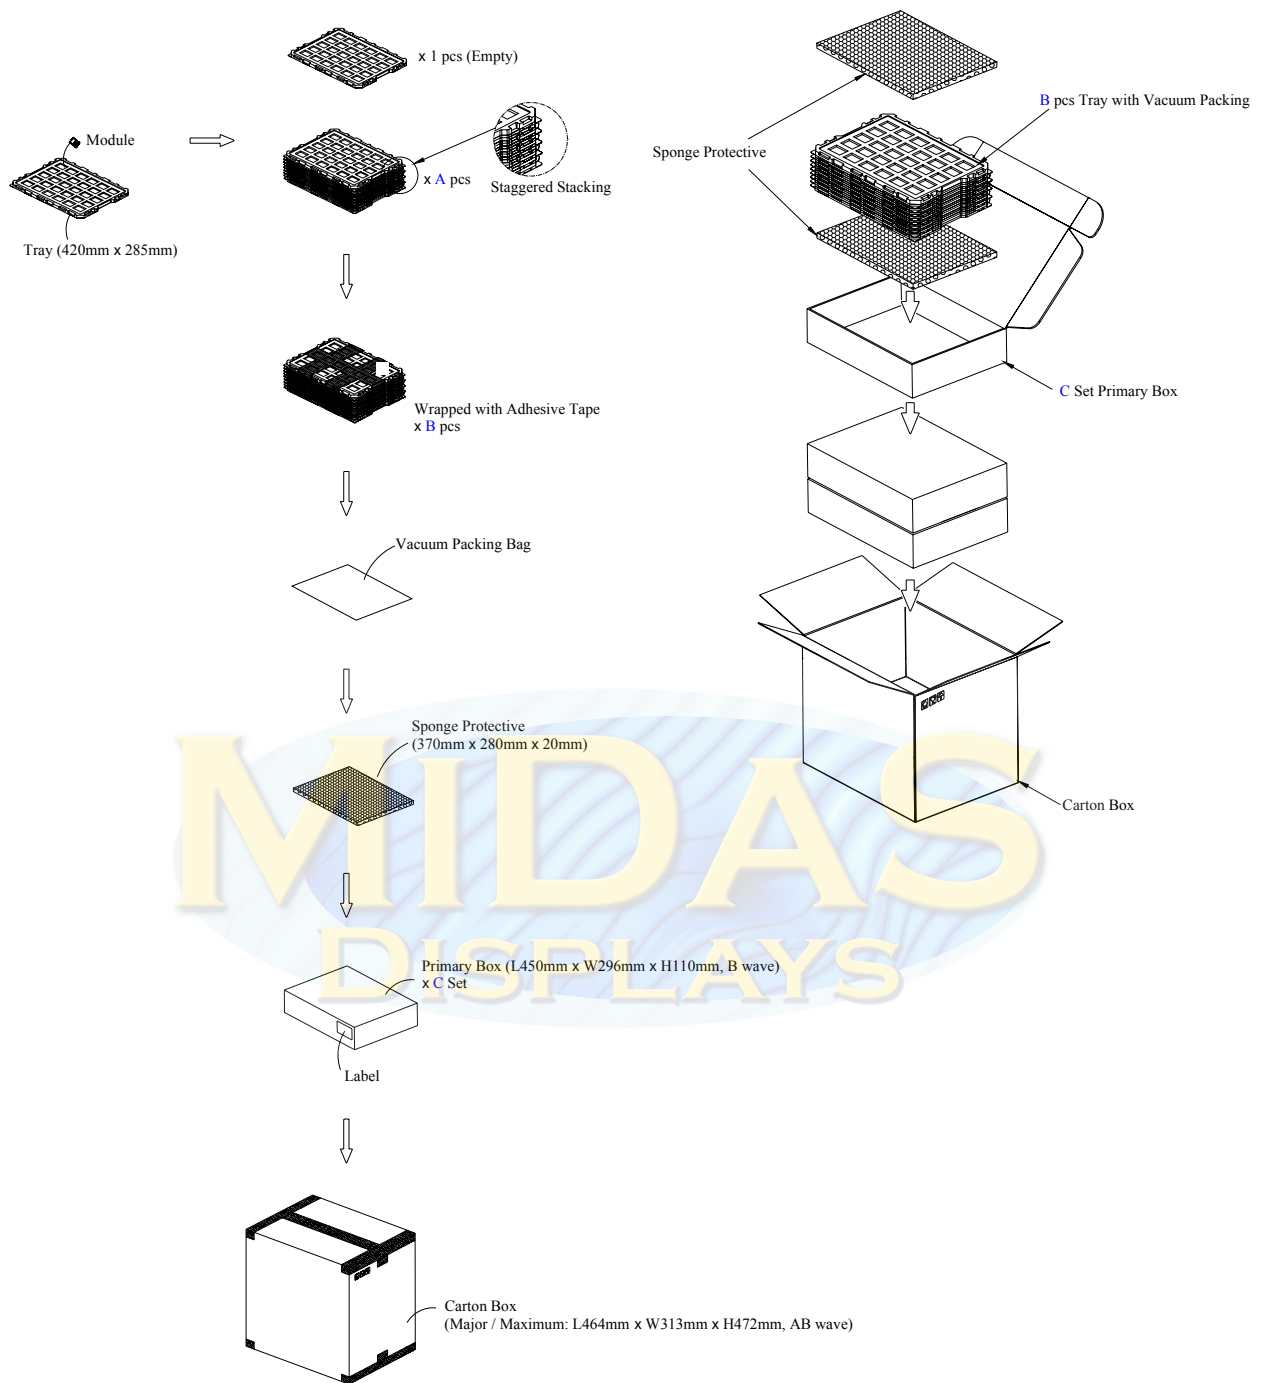 x 1 pcs (Empty)
Module
x A pcs
Staggered Stacking
Tray (420mm x 285mm)
Wrapped with Adhesive Tape
x B pcs
Vacuum Packing Bag
Sponge Protective
(370mm x 280mm x 20mm)
Primary Box (L450mm x W296mm x H110mm, B wave)
x C Set
Label
Carton Box
(Major / Maximum: L464mm x W313mm x H472mm, AB wave)
B pcs Tray with Vacuum Packing
Sponge Protective
C Set Primary Box
Carton Box
MIDAS
DISPLAYS